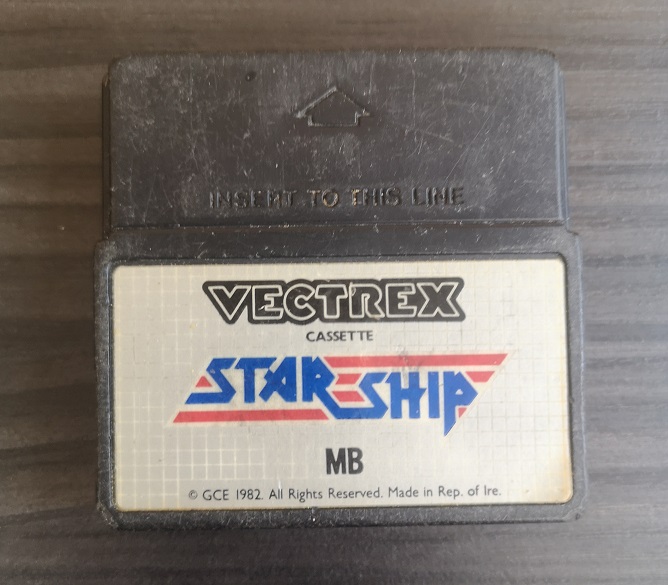 INSERT TO THIS LINE
VECTREX
CASSETTE
STAR SHIP
MB
© GCE 1982. All Rights Reserved. Made in Rep. of Ire.